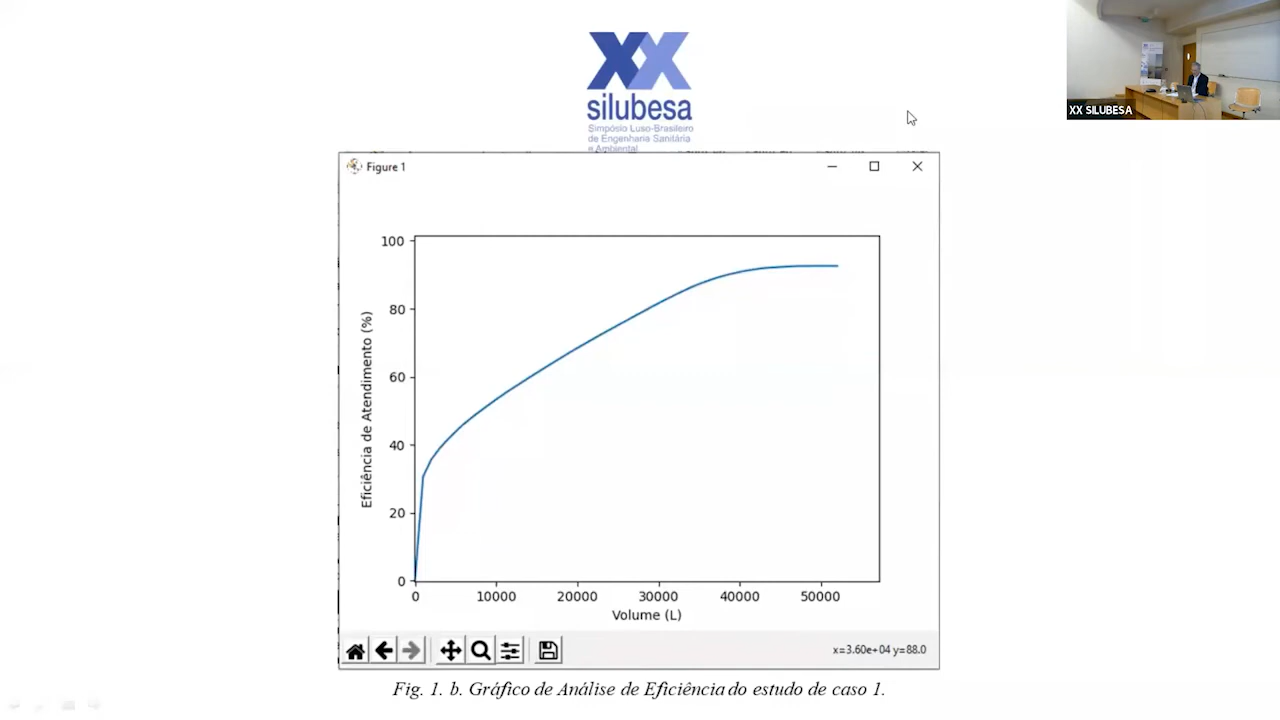 XX
silubesa
Simpósio Luso-Brasileiro
de Engenharia Sanitária
e Ambiental
XX SILUBESA
Figure 1
100
80
60
40
20
0
Eficiência de Atendimento (%)
0 10000 20000 30000 40000 50000
Volume (L)
x=3.60e+04 y=88.0
Fig. 1. b. Gráfico de Análise de Eficiência do estudo de caso 1.